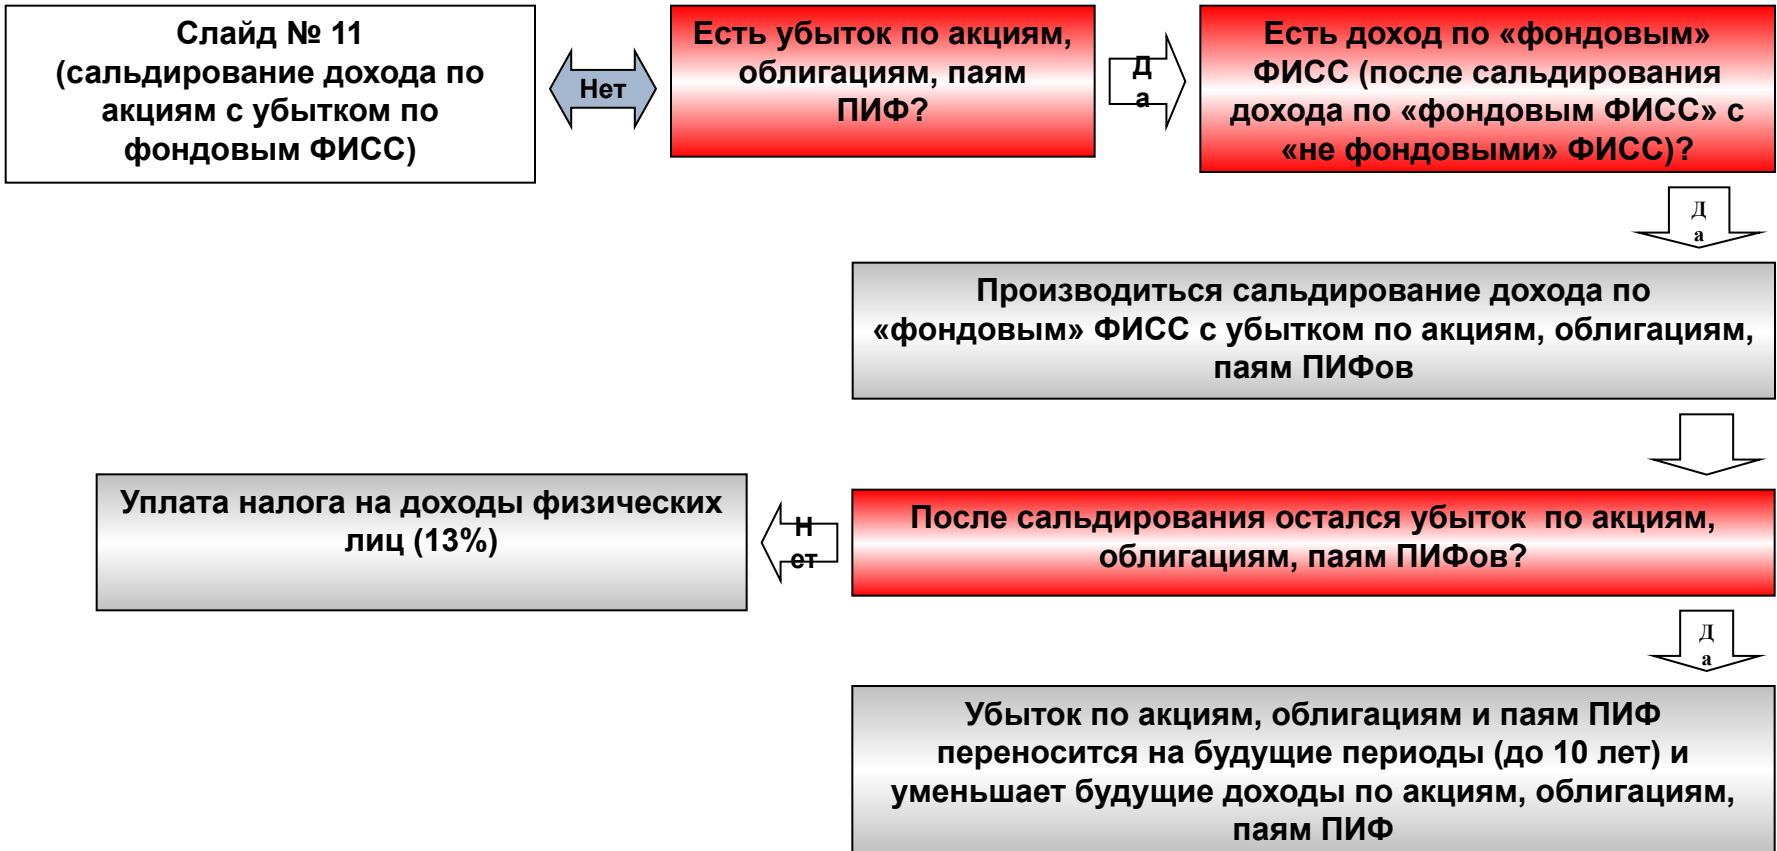 Слайд № 11
(сальдирование дохода по
акциям с убытком по
фондовым ФИСС)
Нет
Есть убыток по акциям,
облигациям, паям
ПИФ?
Д
а
Есть доход по «фондовым»
ФИСС (после сальдирования
дохода по «фондовым ФИСС» с
«не фондовыми» ФИСС)?
Д
а
Производиться сальдирование дохода по
«фондовым» ФИСС с убытком по акциям, облигациям,
паям ПИФов
Уплата налога на доходы физических
лиц (13%)
Н
ет
После сальдирования остался убыток по акциям,
облигациям, паям ПИФов?
Д
а
Убыток по акциям, облигациям и паям ПИФ
переносится на будущие периоды (до 10 лет) и
уменьшает будущие доходы по акциям, облигациям,
паям ПИФ